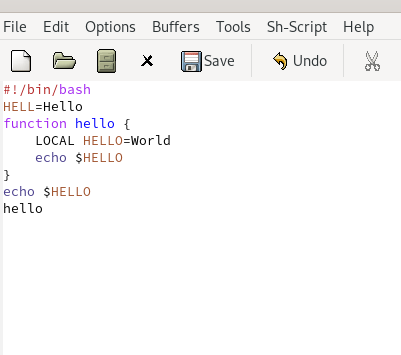 File Edit Options Buffers Tools Sh-Script Help
Save Undo
#!/bin/bash
HELL=Hello
function hello {
    LOCAL HELLO=World
    echo $HELLO
}
echo $HELLO
hello